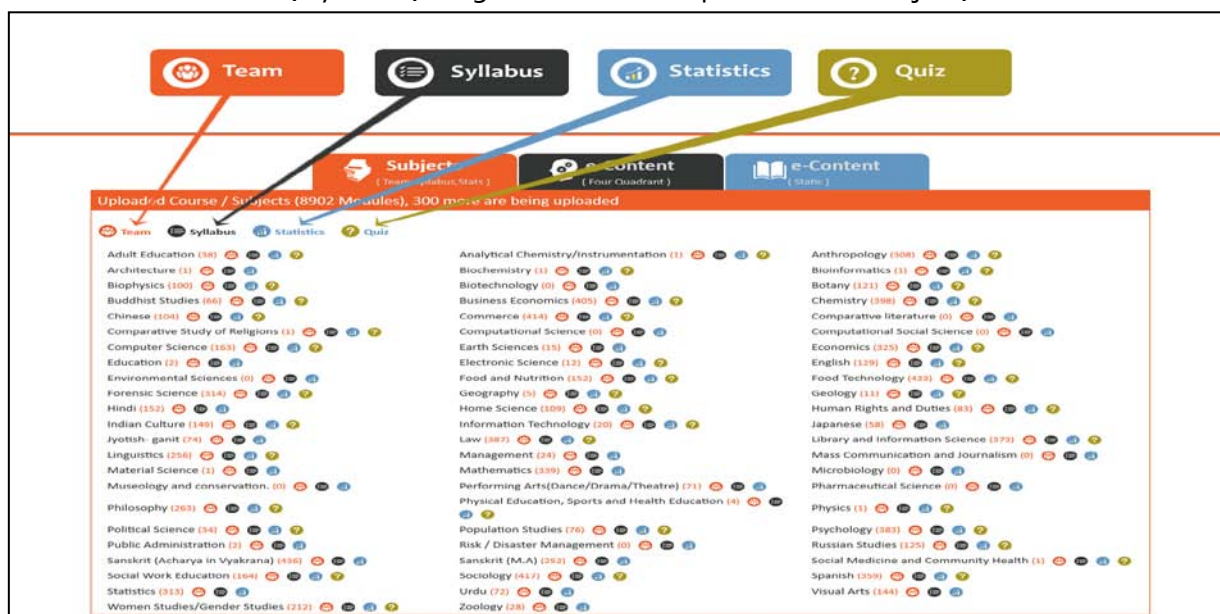 Team Syllabus Statistics Quiz
Subjects e-Content e-Content
( Team,Syllabus,Stats ) ( Four Quadrant ) ( Static )
Uploaded Course / Subjects (8902 Modules), 300 more are being uploaded
Team Syllabus Statistics Quiz
Adult Education (38) Analytical Chemistry/Instrumentation (1) Anthropology (308)
Architecture (1) Biochemistry (1) Bioinformatics (1)
Biophysics (100) Biotechnology (0) Botany (121)
Buddhist Studies (66) Business Economics (405) Chemistry (398)
Chinese (104) Commerce (414) Comparative literature (0)
Comparative Study of Religions (1) Computational Science (0) Computational Social Science (0)
Computer Science (163) Earth Sciences (15) Economics (325)
Education (2) Electronic Science (12) English (129)
Environmental Sciences (0) Food and Nutrition (152) Food Technology (433)
Forensic Science (314) Geography (5) Geology (11)
Hindi (152) Home Science (109) Human Rights and Duties (83)
Indian Culture (149) Information Technology (20) Japanese (58)
Jyotish- ganit (74) Law (387) Library and Information Science (373)
Linguistics (256) Management (24) Mass Communication and Journalism (0)
Material Science (1) Mathematics (339) Microbiology (0)
Museology and conservation. (0) Performing Arts(Dance/Drama/Theatre) (71) Pharmaceutical Science (0)
Philosophy (263) Physical Education, Sports and Health Education (4) Physics (1)
Political Science (34) Population Studies (76) Psychology (383)
Public Administration (2) Risk / Disaster Management (0) Russian Studies (125)
Sanskrit (Acharya in Vyakrana) (436) Sanskrit (M.A) (252) Social Medicine and Community Health (1)
Social Work Education (164) Sociology (417) Spanish (359)
Statistics (313) Urdu (72) Visual Arts (144)
Women Studies/Gender Studies (212) Zoology (28)